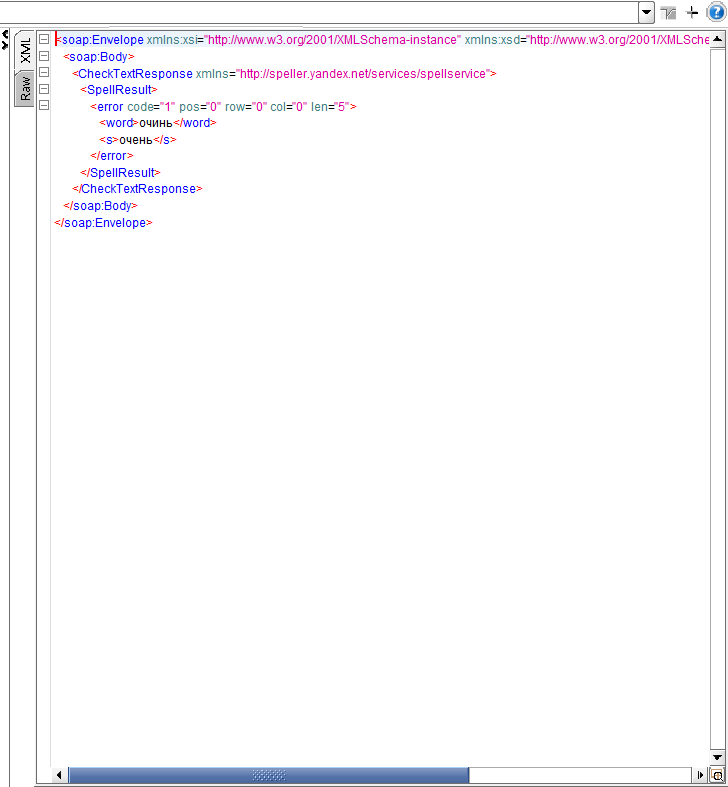 XML
Raw
<soap:Envelope xmlns:xsi="http://www.w3.org/2001/XMLSchema-instance" xmlns:xsd="http://www.w3.org/2001/XMLSche
<soap:Body>
<CheckTextResponse xmlns="http://speller.yandex.net/services/spellservice">
<SpellResult>
<error code="1" pos="0" row="0" col="0" len="5">
<word>очинь</word>
<s>очень</s>
</error>
</SpellResult>
</CheckTextResponse>
</soap:Body>
</soap:Envelope>